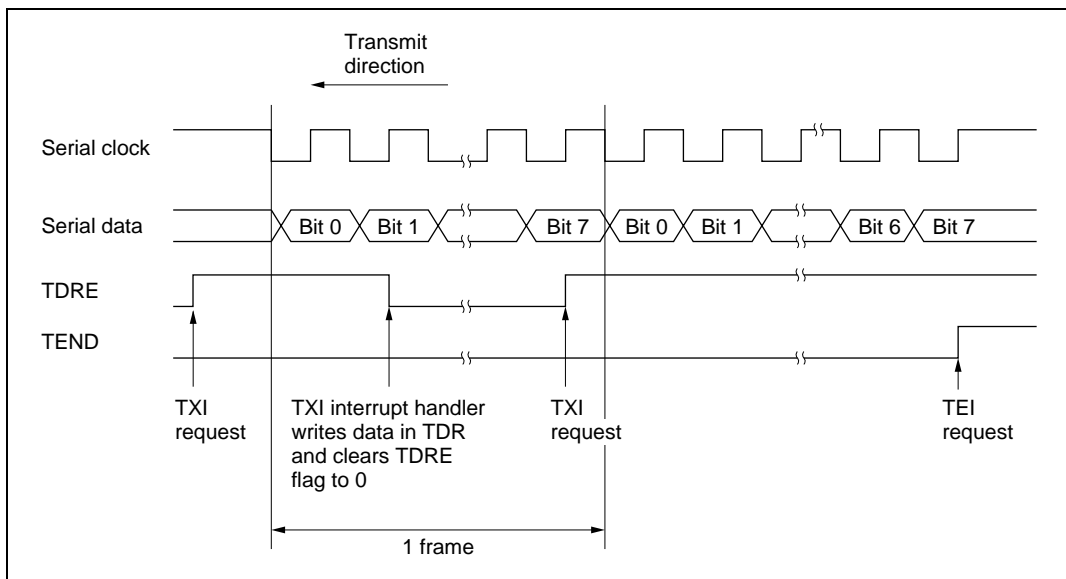 Transmit
direction
Serial clock
Serial data
Bit 0
Bit 1
Bit 7
Bit 0
Bit 1
Bit 6
Bit 7
TDRE
TEND
TXI
request
TXI interrupt handler
writes data in TDR
and clears TDRE
flag to 0
TXI
request
TEI
request
1 frame